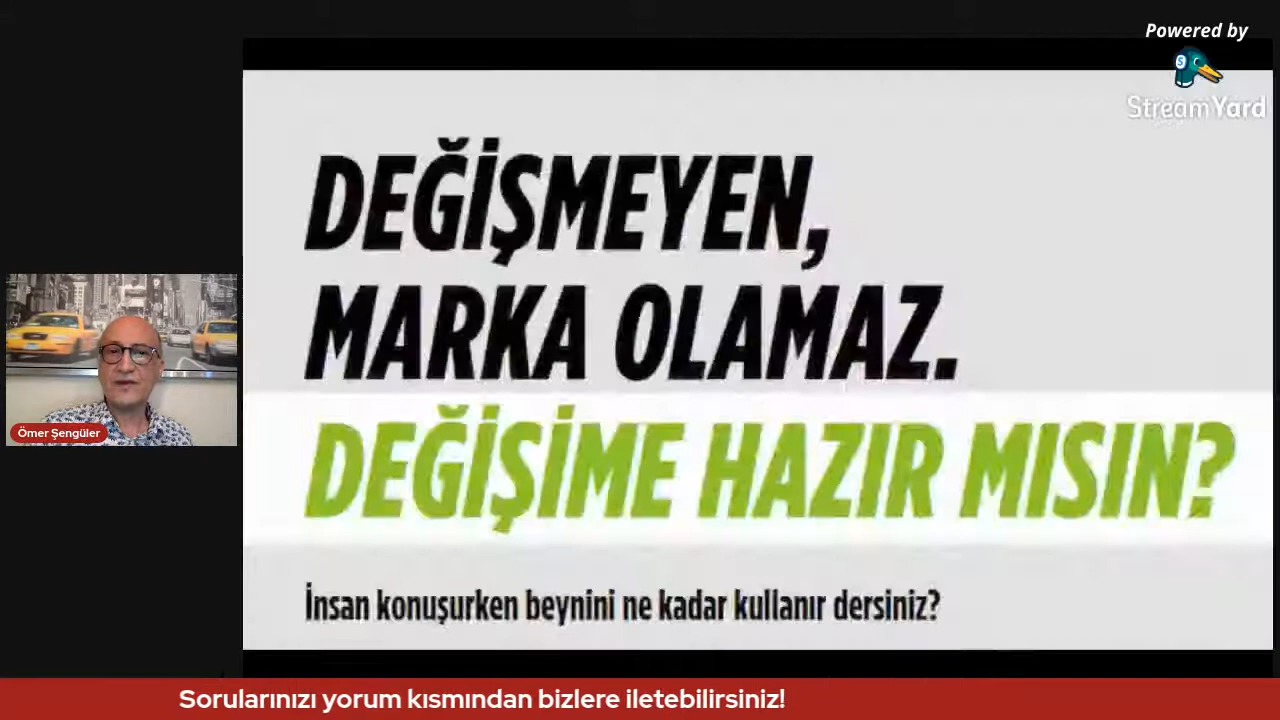 Powered by
StreamYard
DEĞİŞMEYEN,
MARKA OLAMAZ.
DEĞİŞİME HAZIR MISIN?
İnsan konuşurken beynini ne kadar kullanır dersiniz?
Ömer Şengüler
Sorularınızı yorum kısmından bizlere iletebilirsiniz!